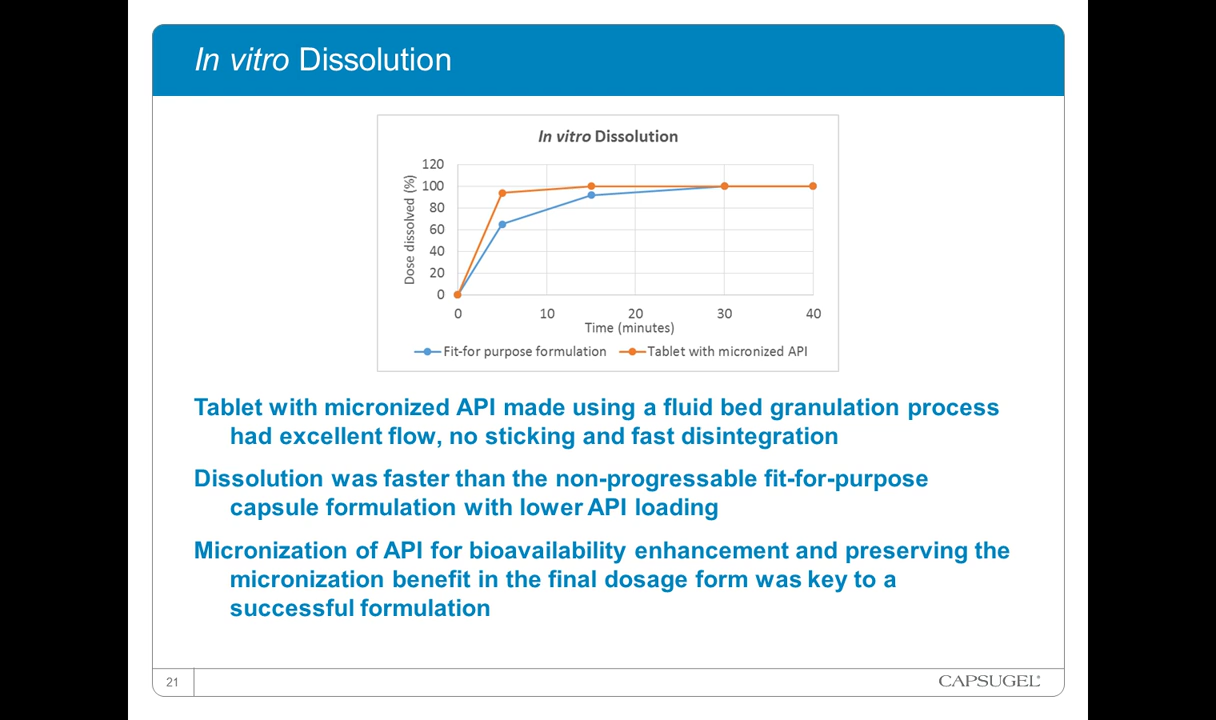 In vitro Dissolution
In vitro Dissolution
Dose dissolved (%)
120
100
80
60
40
20
0
0 10 20 30 40
Time (minutes)
Fit-for purpose formulation Tablet with micronized API
Tablet with micronized API made using a fluid bed granulation process
had excellent flow, no sticking and fast disintegration
Dissolution was faster than the non-progressable fit-for-purpose
capsule formulation with lower API loading
Micronization of API for bioavailability enhancement and preserving the
micronization benefit in the final dosage form was key to a
successful formulation
21
CAPSUGEL®